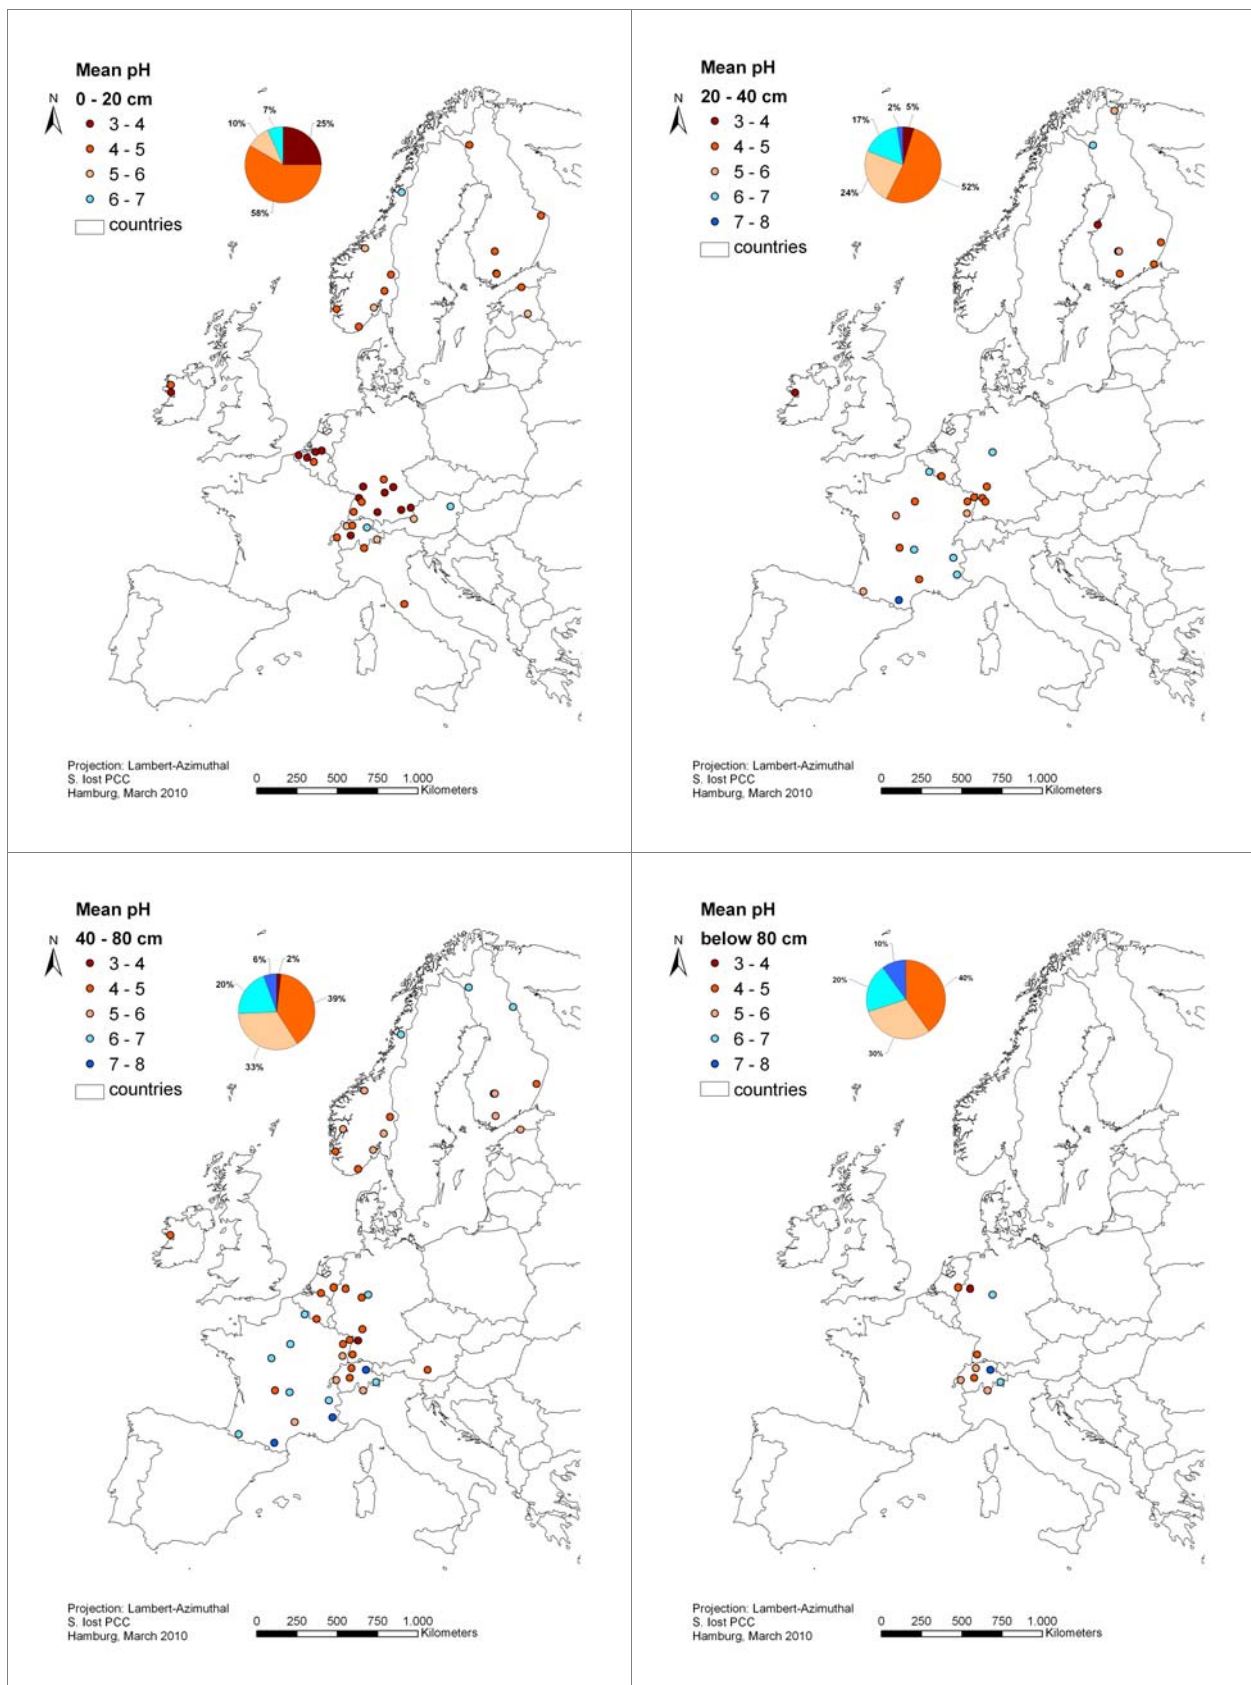 Mean pH
0 - 20 cm
N
3 - 4
4 - 5
5 - 6
6 - 7
countries
7%
10%
25%
58%
Projection: Lambert-Azimuthal
S. Iost PCC
Hamburg, March 2010
0 250 500 750 1.000
Kilometers
Mean pH
20 - 40 cm
N
3 - 4
4 - 5
5 - 6
6 - 7
7 - 8
countries
2%
5%
17%
24%
52%
Projection: Lambert-Azimuthal
S. Iost PCC
Hamburg, March 2010
0 250 500 750 1.000
Kilometers
Mean pH
40 - 80 cm
N
3 - 4
4 - 5
5 - 6
6 - 7
7 - 8
countries
6%
2%
20%
39%
33%
Projection: Lambert-Azimuthal
S. Iost PCC
Hamburg, March 2010
0 250 500 750 1.000
Kilometers
Mean pH
below 80 cm
N
3 - 4
4 - 5
5 - 6
6 - 7
7 - 8
countries
10%
20%
40%
30%
Projection: Lambert-Azimuthal
S. Iost PCC
Hamburg, March 2010
0 250 500 750 1.000
Kilometers